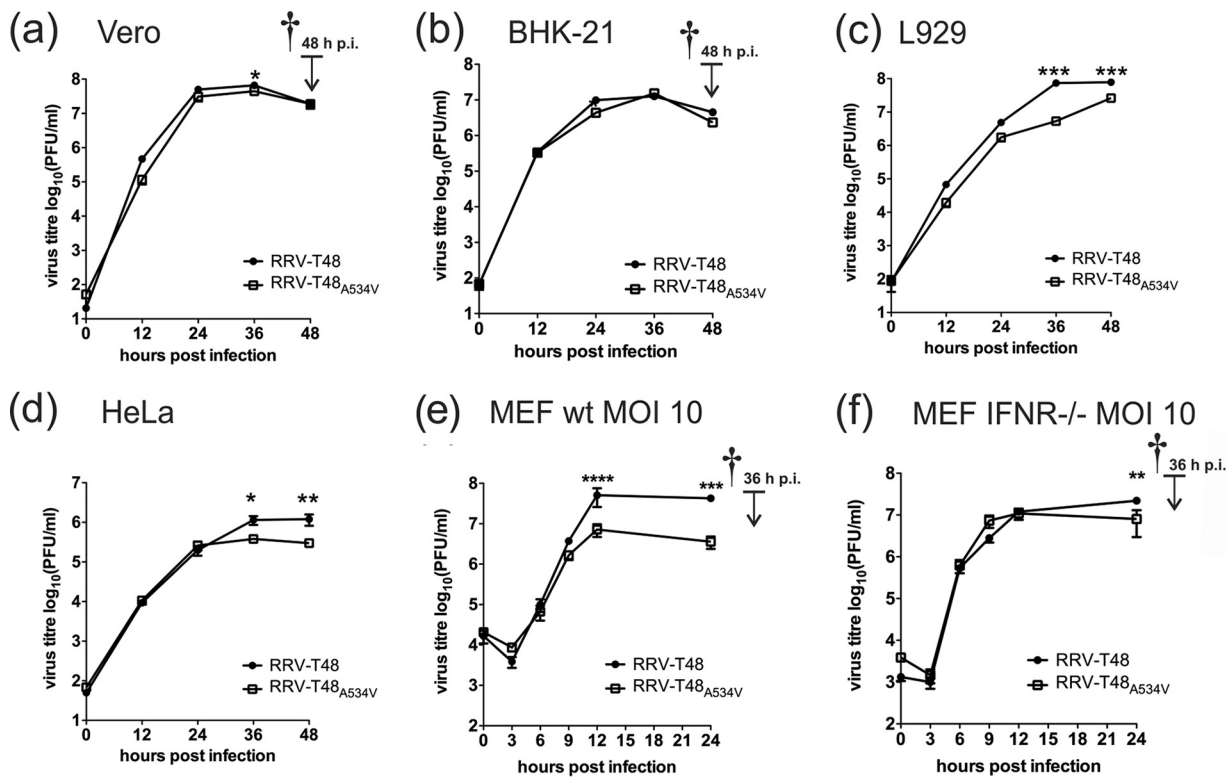 (a) Vero
† 48 h p.i.
virus titre log10(PFU/ml)
8
7
6
5
4
3
2
1
*
RRV-T48
RRV-T48A534V
0 12 24 36 48
hours post infection
(b) BHK-21
† 48 h p.i.
virus titre log10(PFU/ml)
8
7
6
5
4
3
2
1
RRV-T48
RRV-T48A534V
0 12 24 36 48
hours post infection
(c) L929
virus titre log10(PFU/ml)
8
7
6
5
4
3
2
1
*** ***
RRV-T48
RRV-T48A534V
0 12 24 36 48
hours post infection
(d) HeLa
virus titre log10(PFU/ml)
7
6
5
4
3
2
1
* **
RRV-T48
RRV-T48A534V
0 12 24 36 48
hours post infection
(e) MEF wt MOI 10
† 36 h p.i.
virus titre log10(PFU/ml)
8
7
6
5
4
3
2
**** ***
RRV-T48
RRV-T48A534V
0 3 6 9 12 15 18 21 24
hours post infection
(f) MEF IFNR-/- MOI 10
† 36 h p.i.
virus titre log10(PFU/ml)
8
7
6
5
4
3
2
**
RRV-T48
RRV-T48A534V
0 3 6 9 12 15 18 21 24
hours post infection